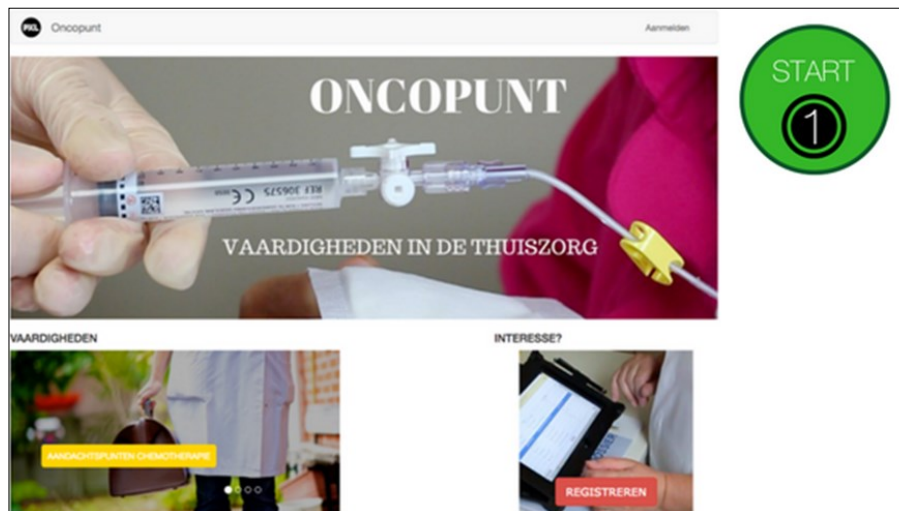 PXL Oncopunt Aanmelden
START
1
ONCOPUNT
REF 306575
VAARDIGHEDEN IN DE THUISZORG
VAARDIGHEDEN
INTERESSE?
AANDACHTSPUNTEN CHEMOTHERAPIE
REGISTREREN